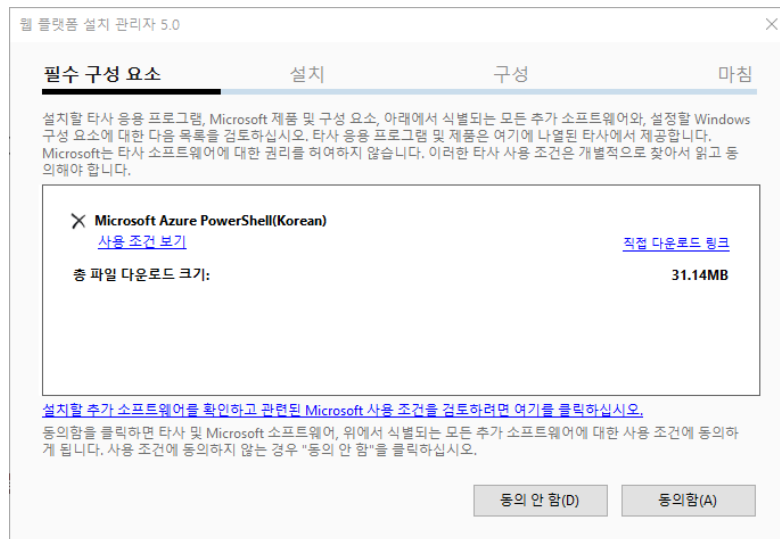 웹 플랫폼 설치 관리자 5.0
필수 구성 요소 설치 구성 마침
설치할 타사 응용 프로그램, Microsoft 제품 및 구성 요소, 아래에서 식별되는 모든 추가 소프트웨어와, 설정할 Windows
구성 요소에 대한 다음 목록을 검토하십시오. 타사 응용 프로그램 및 제품은 여기에 나열된 타사에서 제공합니다.
Microsoft는 타사 소프트웨어에 대한 권리를 허여하지 않습니다. 이러한 타사 사용 조건은 개별적으로 찾아서 읽고 동
의해야 합니다.
Microsoft Azure PowerShell(Korean)
사용 조건 보기 직접 다운로드 링크
총 파일 다운로드 크기: 31.14MB
설치할 추가 소프트웨어를 확인하고 관련된 Microsoft 사용 조건을 검토하려면 여기를 클릭하십시오.
동의함을 클릭하면 타사 및 Microsoft 소프트웨어, 위에서 식별되는 모든 추가 소프트웨어에 대한 사용 조건에 동의하
게 됩니다. 사용 조건에 동의하지 않는 경우 "동의 안 함"을 클릭하십시오.
동의 안 함(D) 동의함(A)